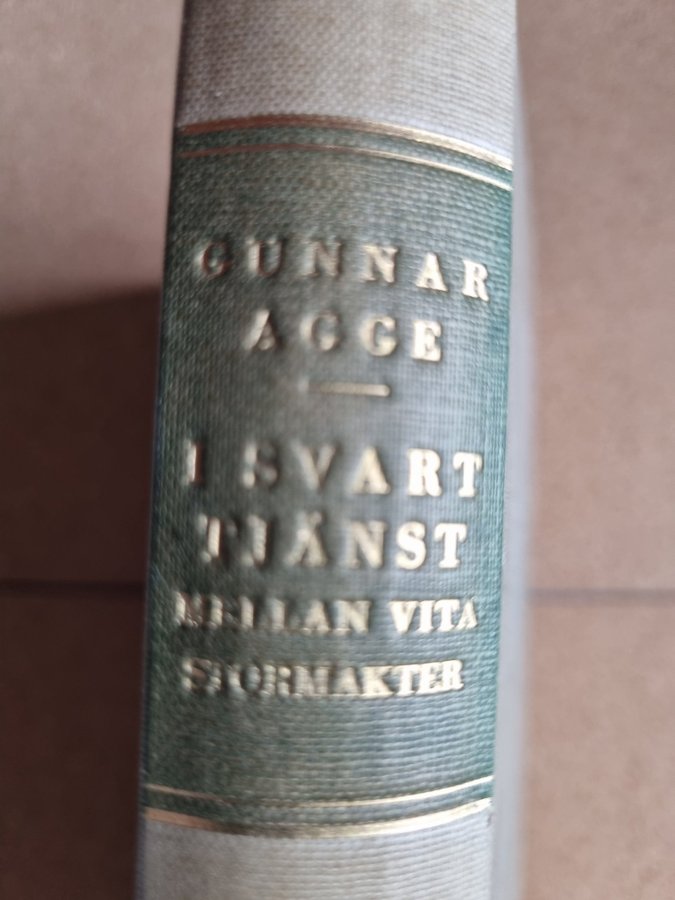 GUNNAR
AGGE
I SVART
TJÄNST
MELLAN VITA
STORMAKTER